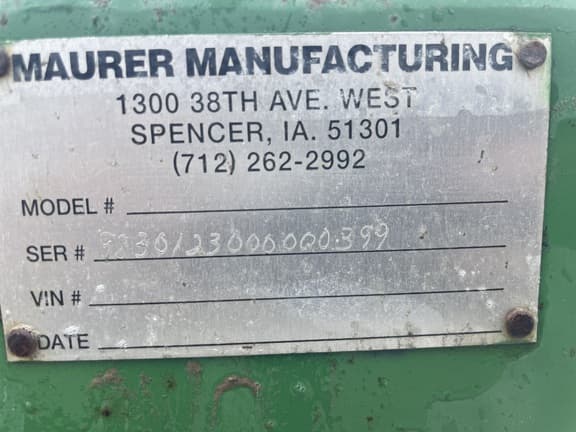 MAURER MANUFACTURING
1300 38TH AVE. WEST
SPENCER, IA. 51301
(712) 262-2992
MODEL #
SER #
VIN #
DATE